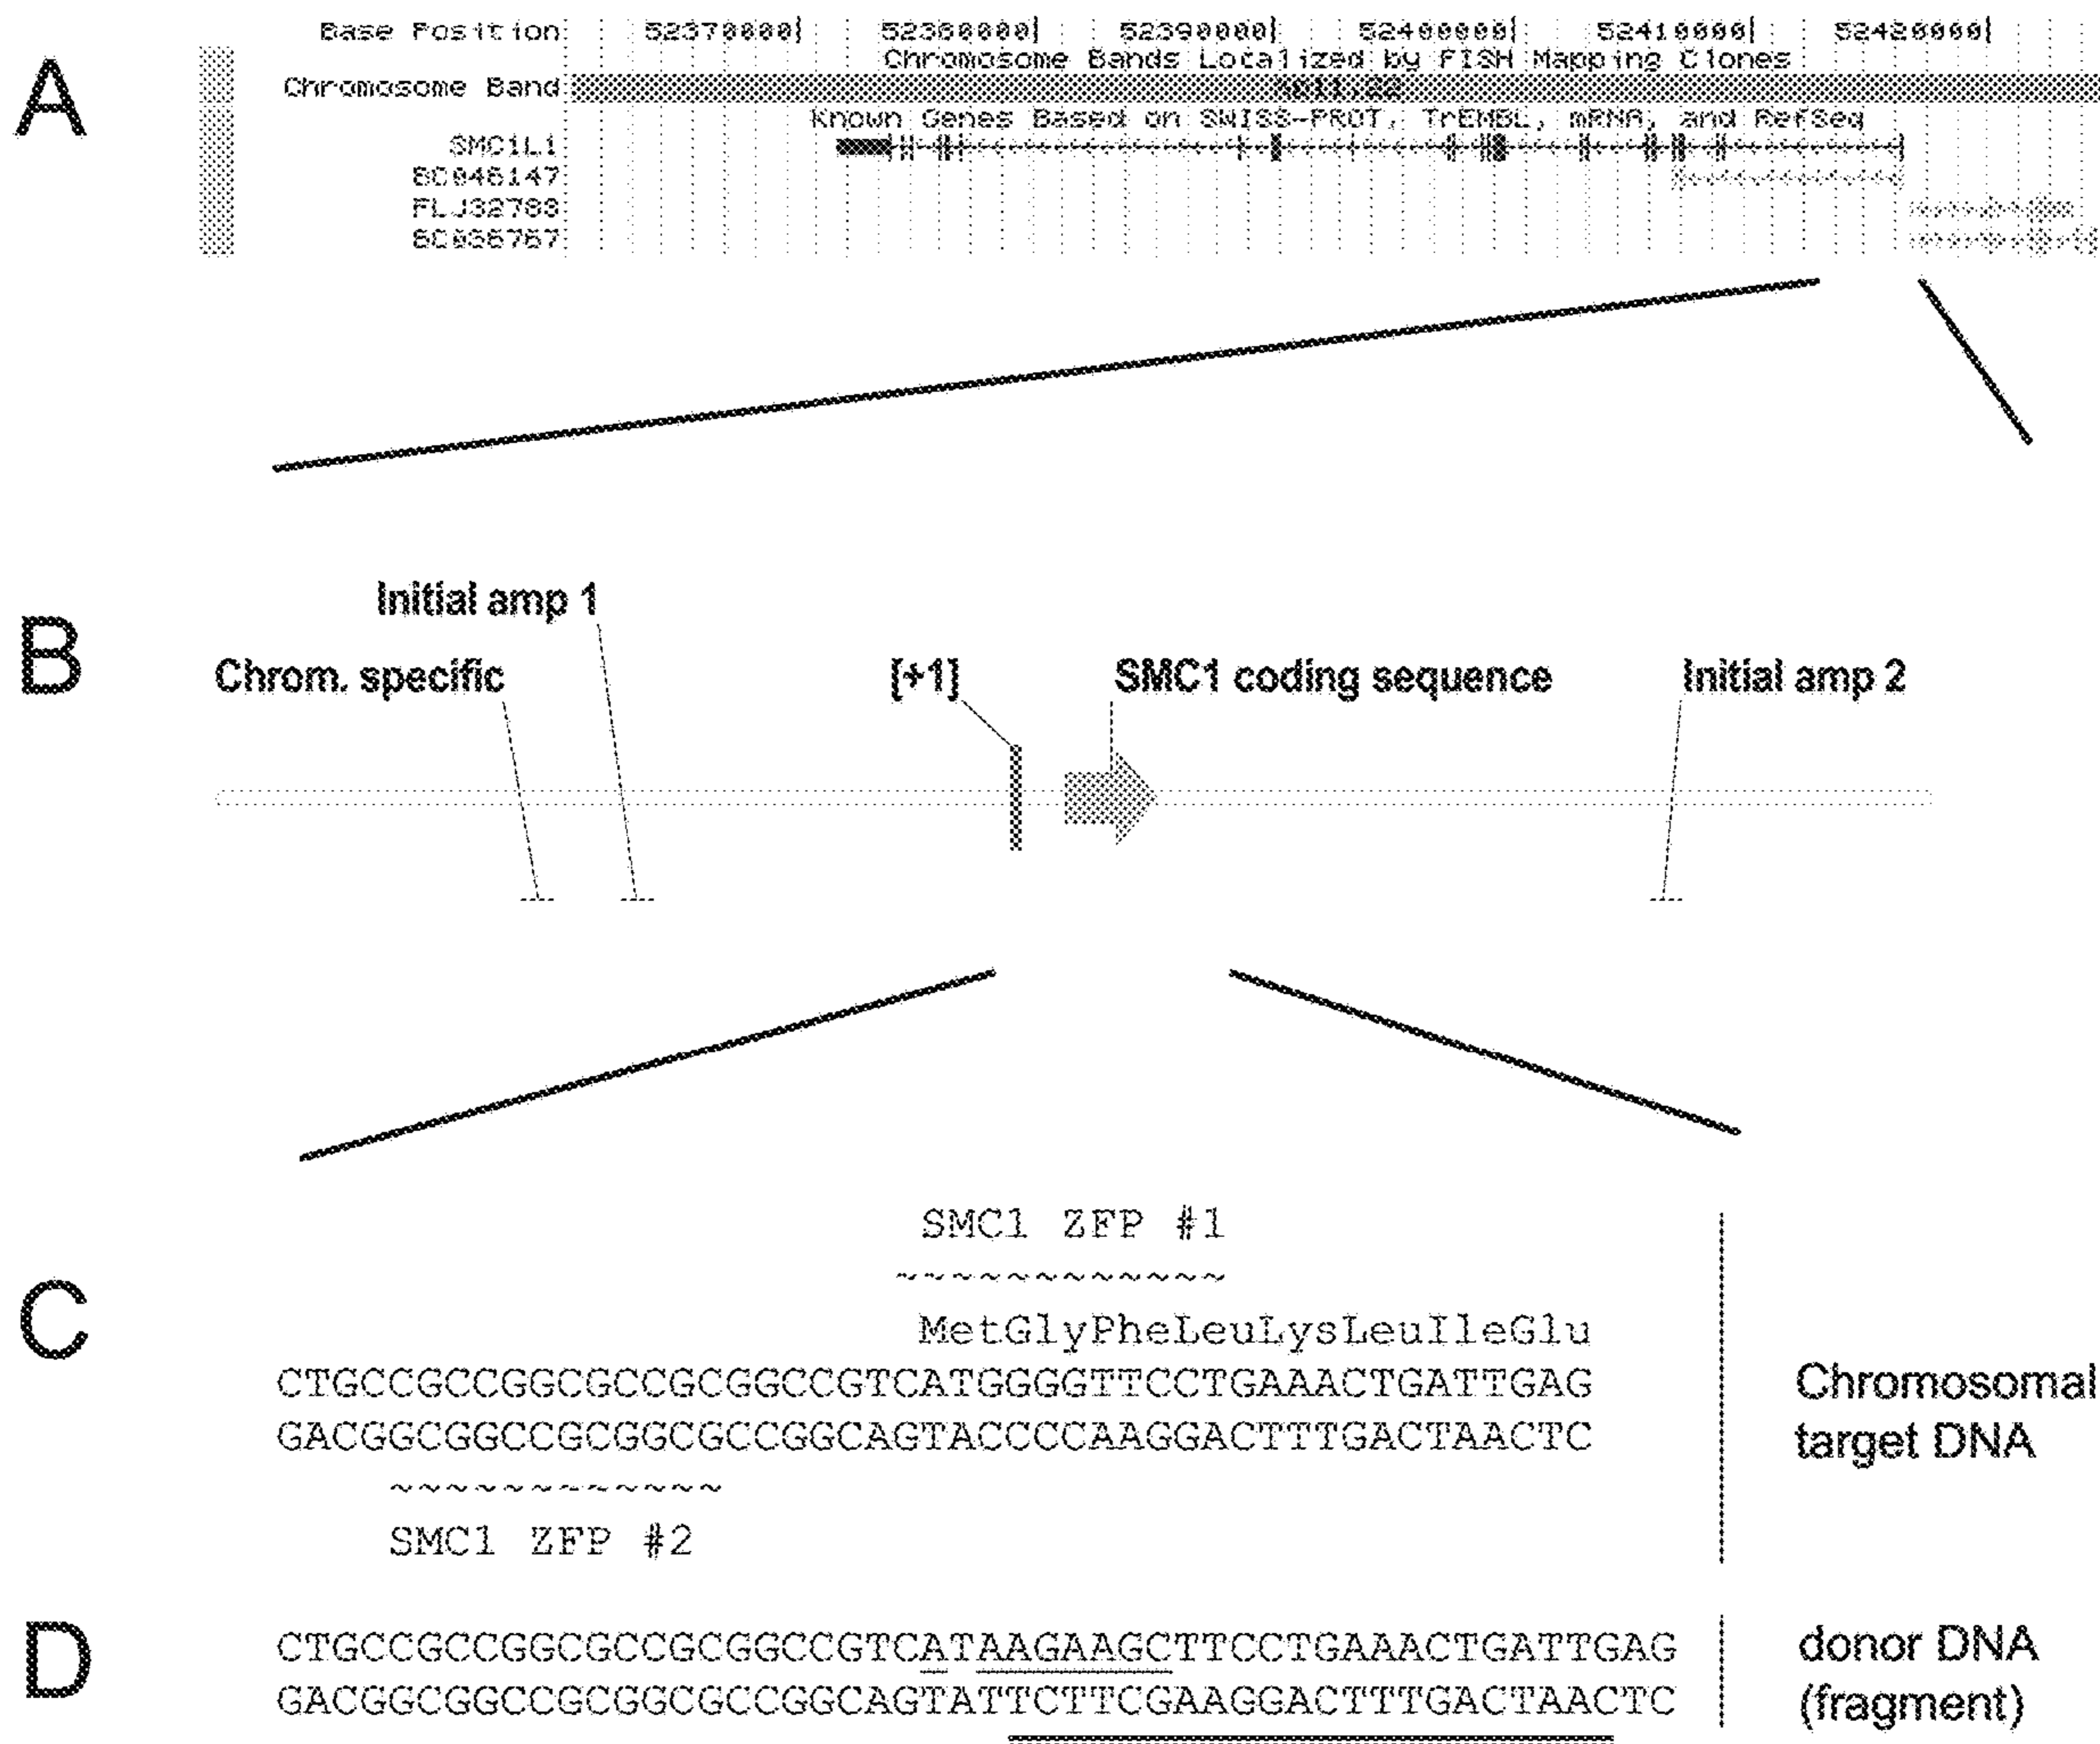 A
Base Position 52370000| 52380000| 52390000| 52400000| 52410000| 52420000|
Chromosome Bands Localized by FISH Mapping Clones
Chromosome Band Xp11.22
Known Genes Based on SWISS-PROT, TrEMBL, mRNA, and RefSeq
SMC1L1
BC046147
FLJ32783
BC036767
B
Initial amp 1
Chrom. specific [+1] SMC1 coding sequence Initial amp 2
C
SMC1 ZFP #1
~~~~~~~~~~~~
MetGlyPheLeuLysLeuIleGlu
CTGCCGCCGGCGCCGCGGCCGTCATGGGGTTCCTGAAACTGATTGAG
GACGGCGGCCGCGGCGCCGGCAGTACCCCAAGGACTTTGACTAACTC
~~~~~~~~~~~~
SMC1 ZFP #2
Chromosomal
target DNA
D
CTGCCGCCGGCGCCGCGGCCGTCATAAGAAGCTTCCTGAAACTGATTGAG
GACGGCGGCCGCGGCGCCGGCAGTATTCTTCGAAGGACTTTGACTAACTC
donor DNA
(fragment)